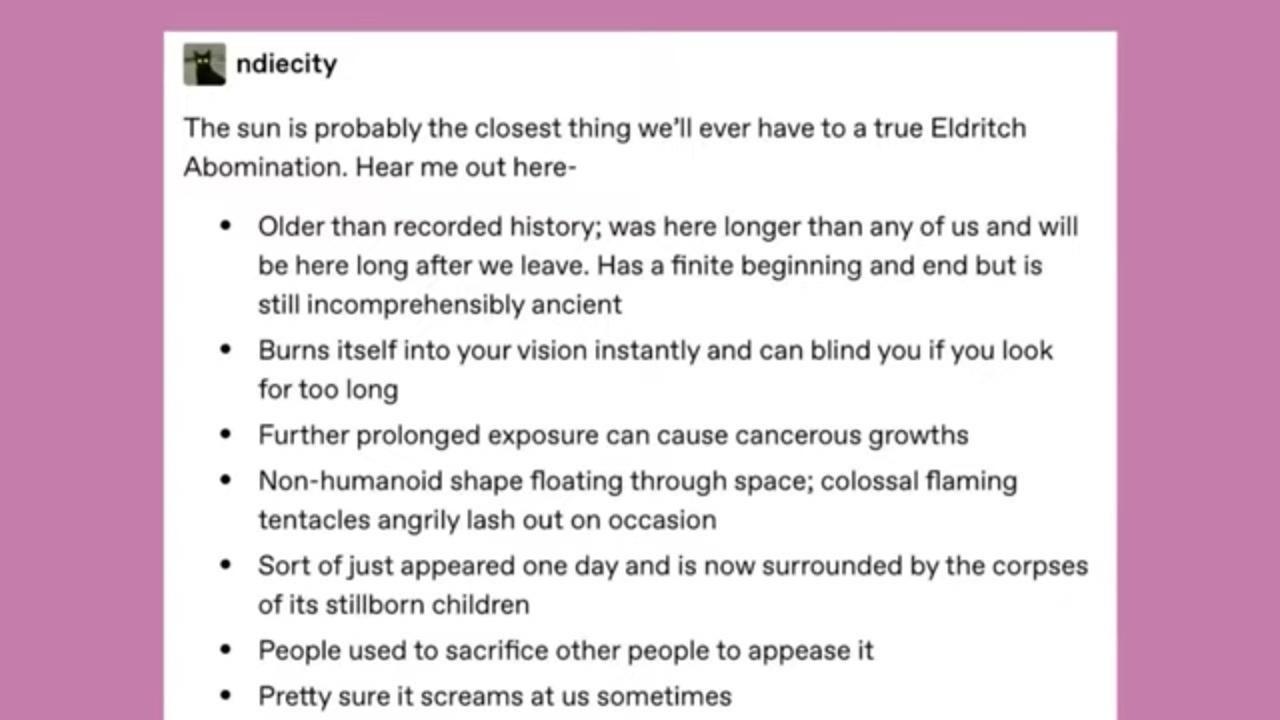 ndiecity
The sun is probably the closest thing we'll ever have to a true Eldritch
Abomination. Hear me out here-
• Older than recorded history; was here longer than any of us and will
be here long after we leave. Has a finite beginning and end but is
still incomprehensibly ancient
• Burns itself into your vision instantly and can blind you if you look
for too long
• Further prolonged exposure can cause cancerous growths
• Non-humanoid shape floating through space; colossal flaming
tentacles angrily lash out on occasion
• Sort of just appeared one day and is now surrounded by the corpses
of its stillborn children
• People used to sacrifice other people to appease it
• Pretty sure it screams at us sometimes